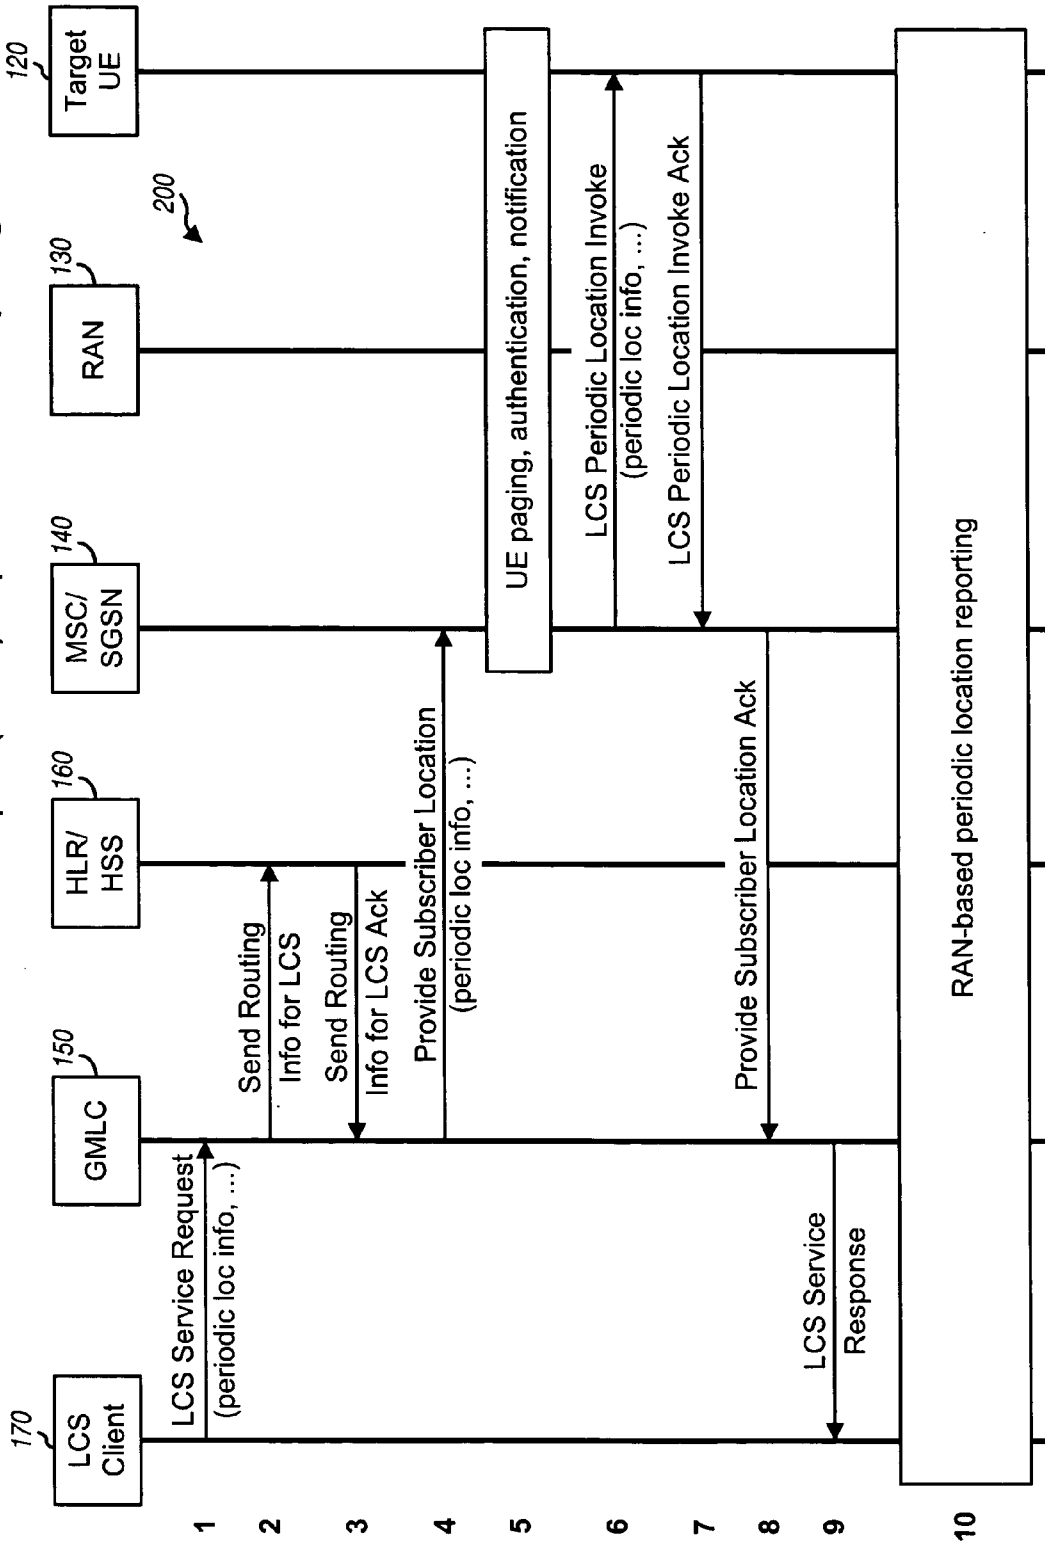 170
150
160
140
130
120
LCS
Client
GMLC
HLR/
HSS
MSC/
SGSN
RAN
Target
UE
200
1
LCS Service Request
(periodic loc info, ...)
2
Send Routing
Info for LCS
3
Send Routing
Info for LCS Ack
4
Provide Subscriber Location
(periodic loc info, ...)
5
UE paging, authentication, notification
6
LCS Periodic Location Invoke
(periodic loc info, ...)
7
LCS Periodic Location Invoke Ack
8
Provide Subscriber Location Ack
9
LCS Service
Response
10
RAN-based periodic location reporting